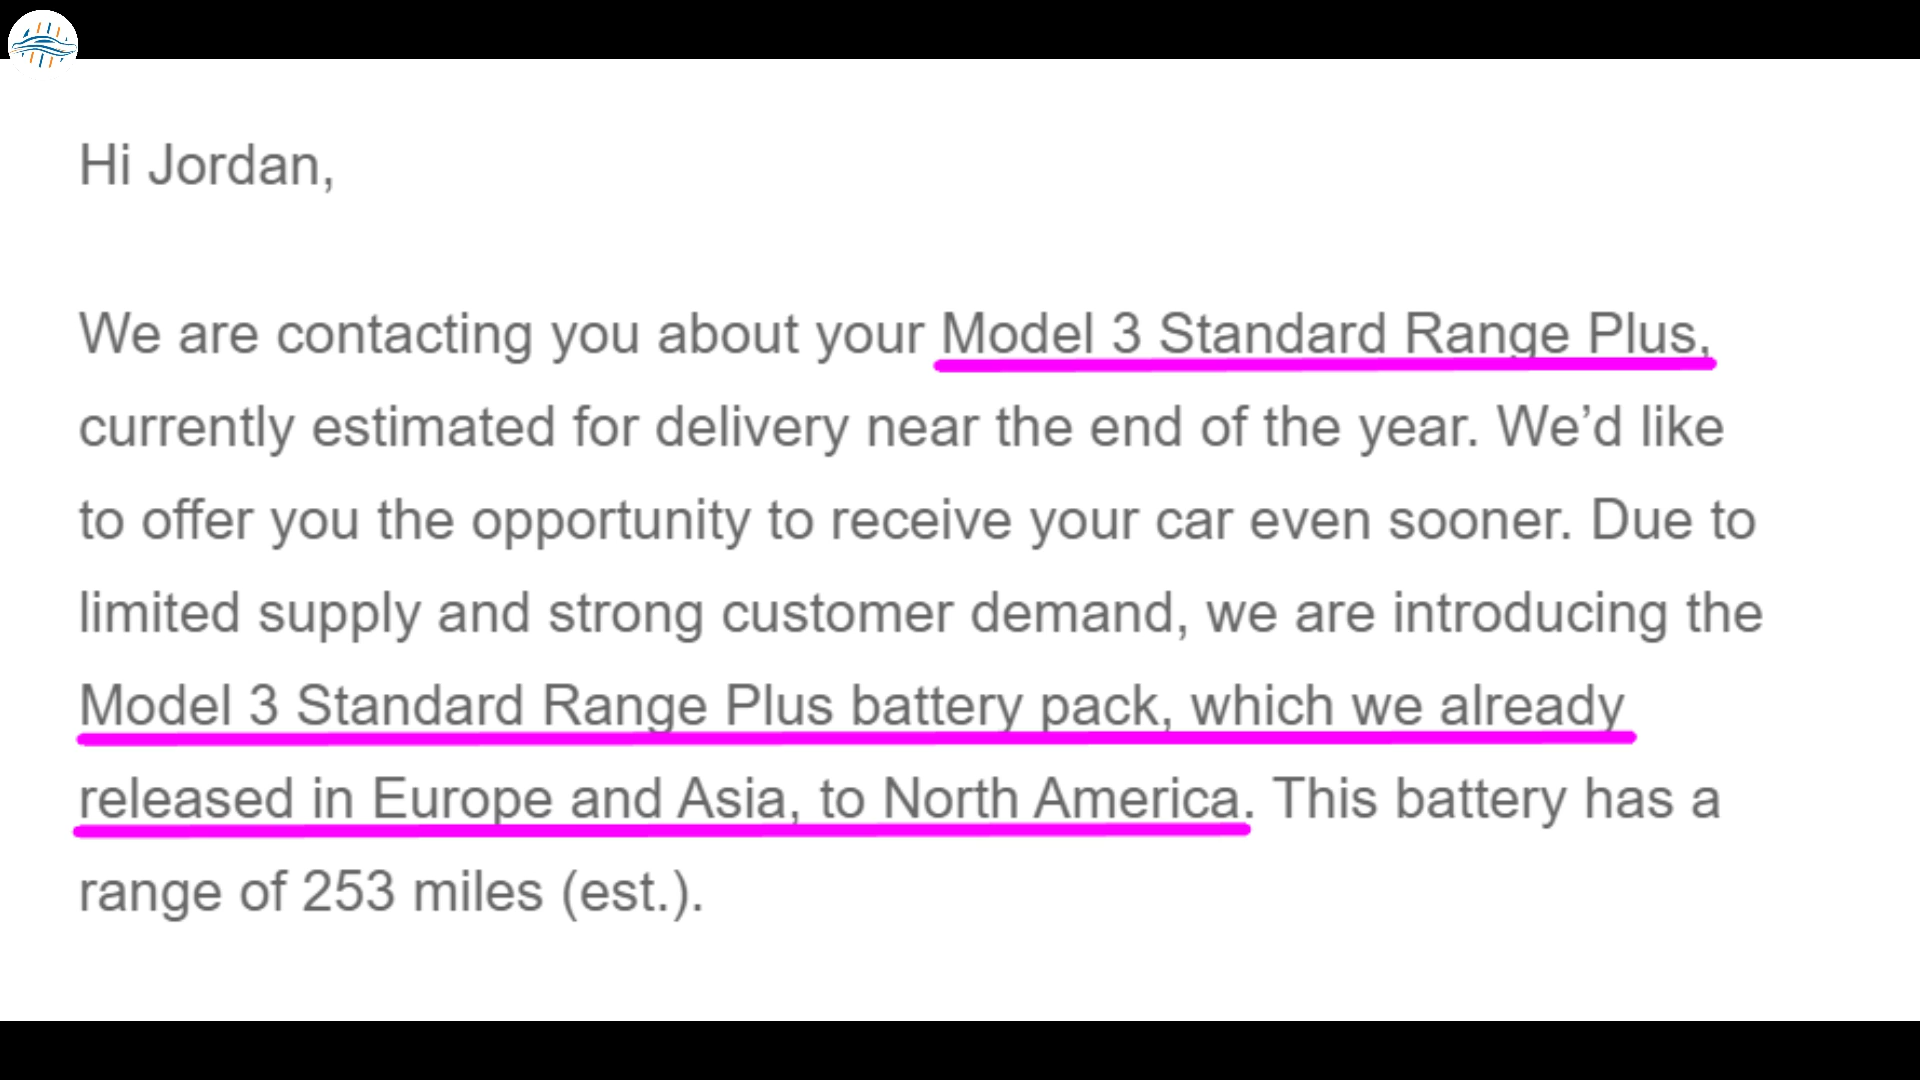 Hi Jordan,
We are contacting you about your Model 3 Standard Range Plus,
currently estimated for delivery near the end of the year. We’d like
to offer you the opportunity to receive your car even sooner. Due to
limited supply and strong customer demand, we are introducing the
Model 3 Standard Range Plus battery pack, which we already
released in Europe and Asia, to North America. This battery has a
range of 253 miles (est.).